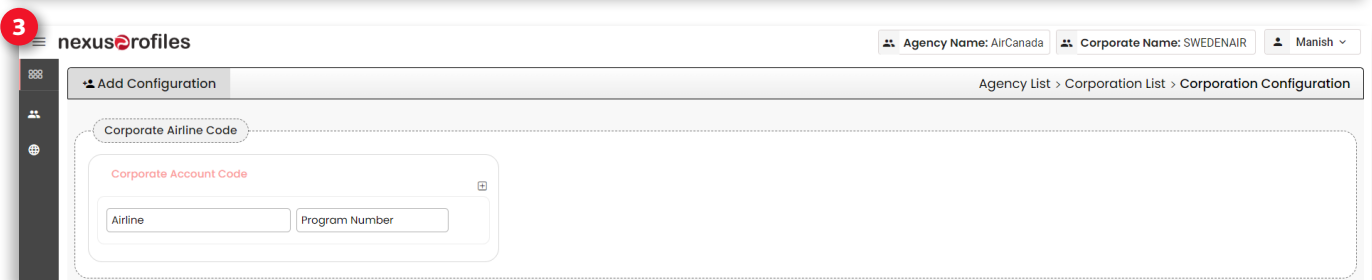 3
nexusprofiles
Agency Name: AirCanada
Corporate Name: SWEDENAIR
Manish
Add Configuration
Agency List > Corporation List > Corporation Configuration
Corporate Airline Code
Corporate Account Code
Airline
Program Number